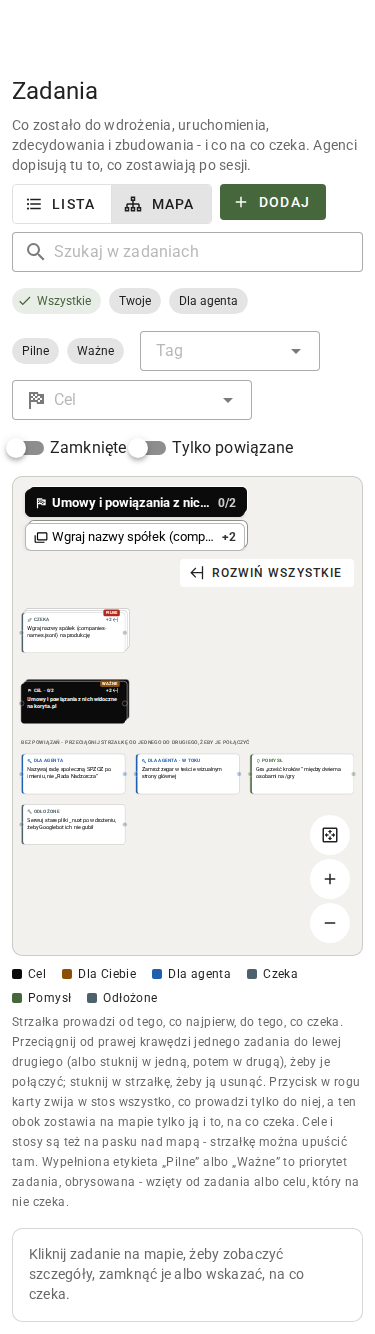 Zadania
Co zostało do wdrożenia, uruchomienia,
zdecydowania i zbudowania - i co na co czeka. Agenci
dopisują tu to, co zostawiają po sesji.
LISTA MAPA DODAJ
Szukaj w zadaniach
Wszystkie Twoje Dla agenta
Pilne Ważne Tag
Cel
Zamknięte Tylko powiązane
Umowy i powiązania z nic... 0/2
Wgraj nazwy spółek (comp... +2
ROZWIŃ WSZYSTKIE
PILNE
CZEKA +2
Wgraj nazwy spółek (companies-
names.jsonl) na produkcję
WAŻNE
CEL · 0/2 +2
Umowy i powiązania z nich widoczne
na koryta.pl
BEZ POWIĄZAŃ - PRZECIĄGNIJ STRZAŁKĘ OD JEDNEGO DO DRUGIEGO, ŻEBY JE POŁĄCZYĆ
DLA AGENTA DLA AGENTA · W TOKU POMYSŁ
Nazywaj radę społeczną SPZOZ po
imieniu, nie „Rada Nadzorcza"
Zamroź zegar w teście wizualnym
strony głównej
Gra „sześć kroków" między dwiema
osobami na /gry
ODŁOŻONE
Serwuj stare pliki _nuxt po wdrożeniu,
żeby Googlebot ich nie gubił
Cel Dla Ciebie Dla agenta Czeka
Pomysł Odłożone
Strzałka prowadzi od tego, co najpierw, do tego, co czeka.
Przeciągnij od prawej krawędzi jednego zadania do lewej
drugiego (albo stuknij w jedną, potem w drugą), żeby je
połączyć; stuknij w strzałkę, żeby ją usunąć. Przycisk w rogu
karty zwija w stos wszystko, co prowadzi tylko do niej, a ten
obok zostawia na mapie tylko ją i to, na co czeka. Cele i
stosy są też na pasku nad mapą - strzałkę można upuścić
tam. Wypełniona etykieta „Pilne" albo „Ważne" to priorytet
zadania, obrysowana - wzięty od zadania albo celu, który na
nie czeka.
Kliknij zadanie na mapie, żeby zobaczyć
szczegóły, zamknąć je albo wskazać, na co
czeka.